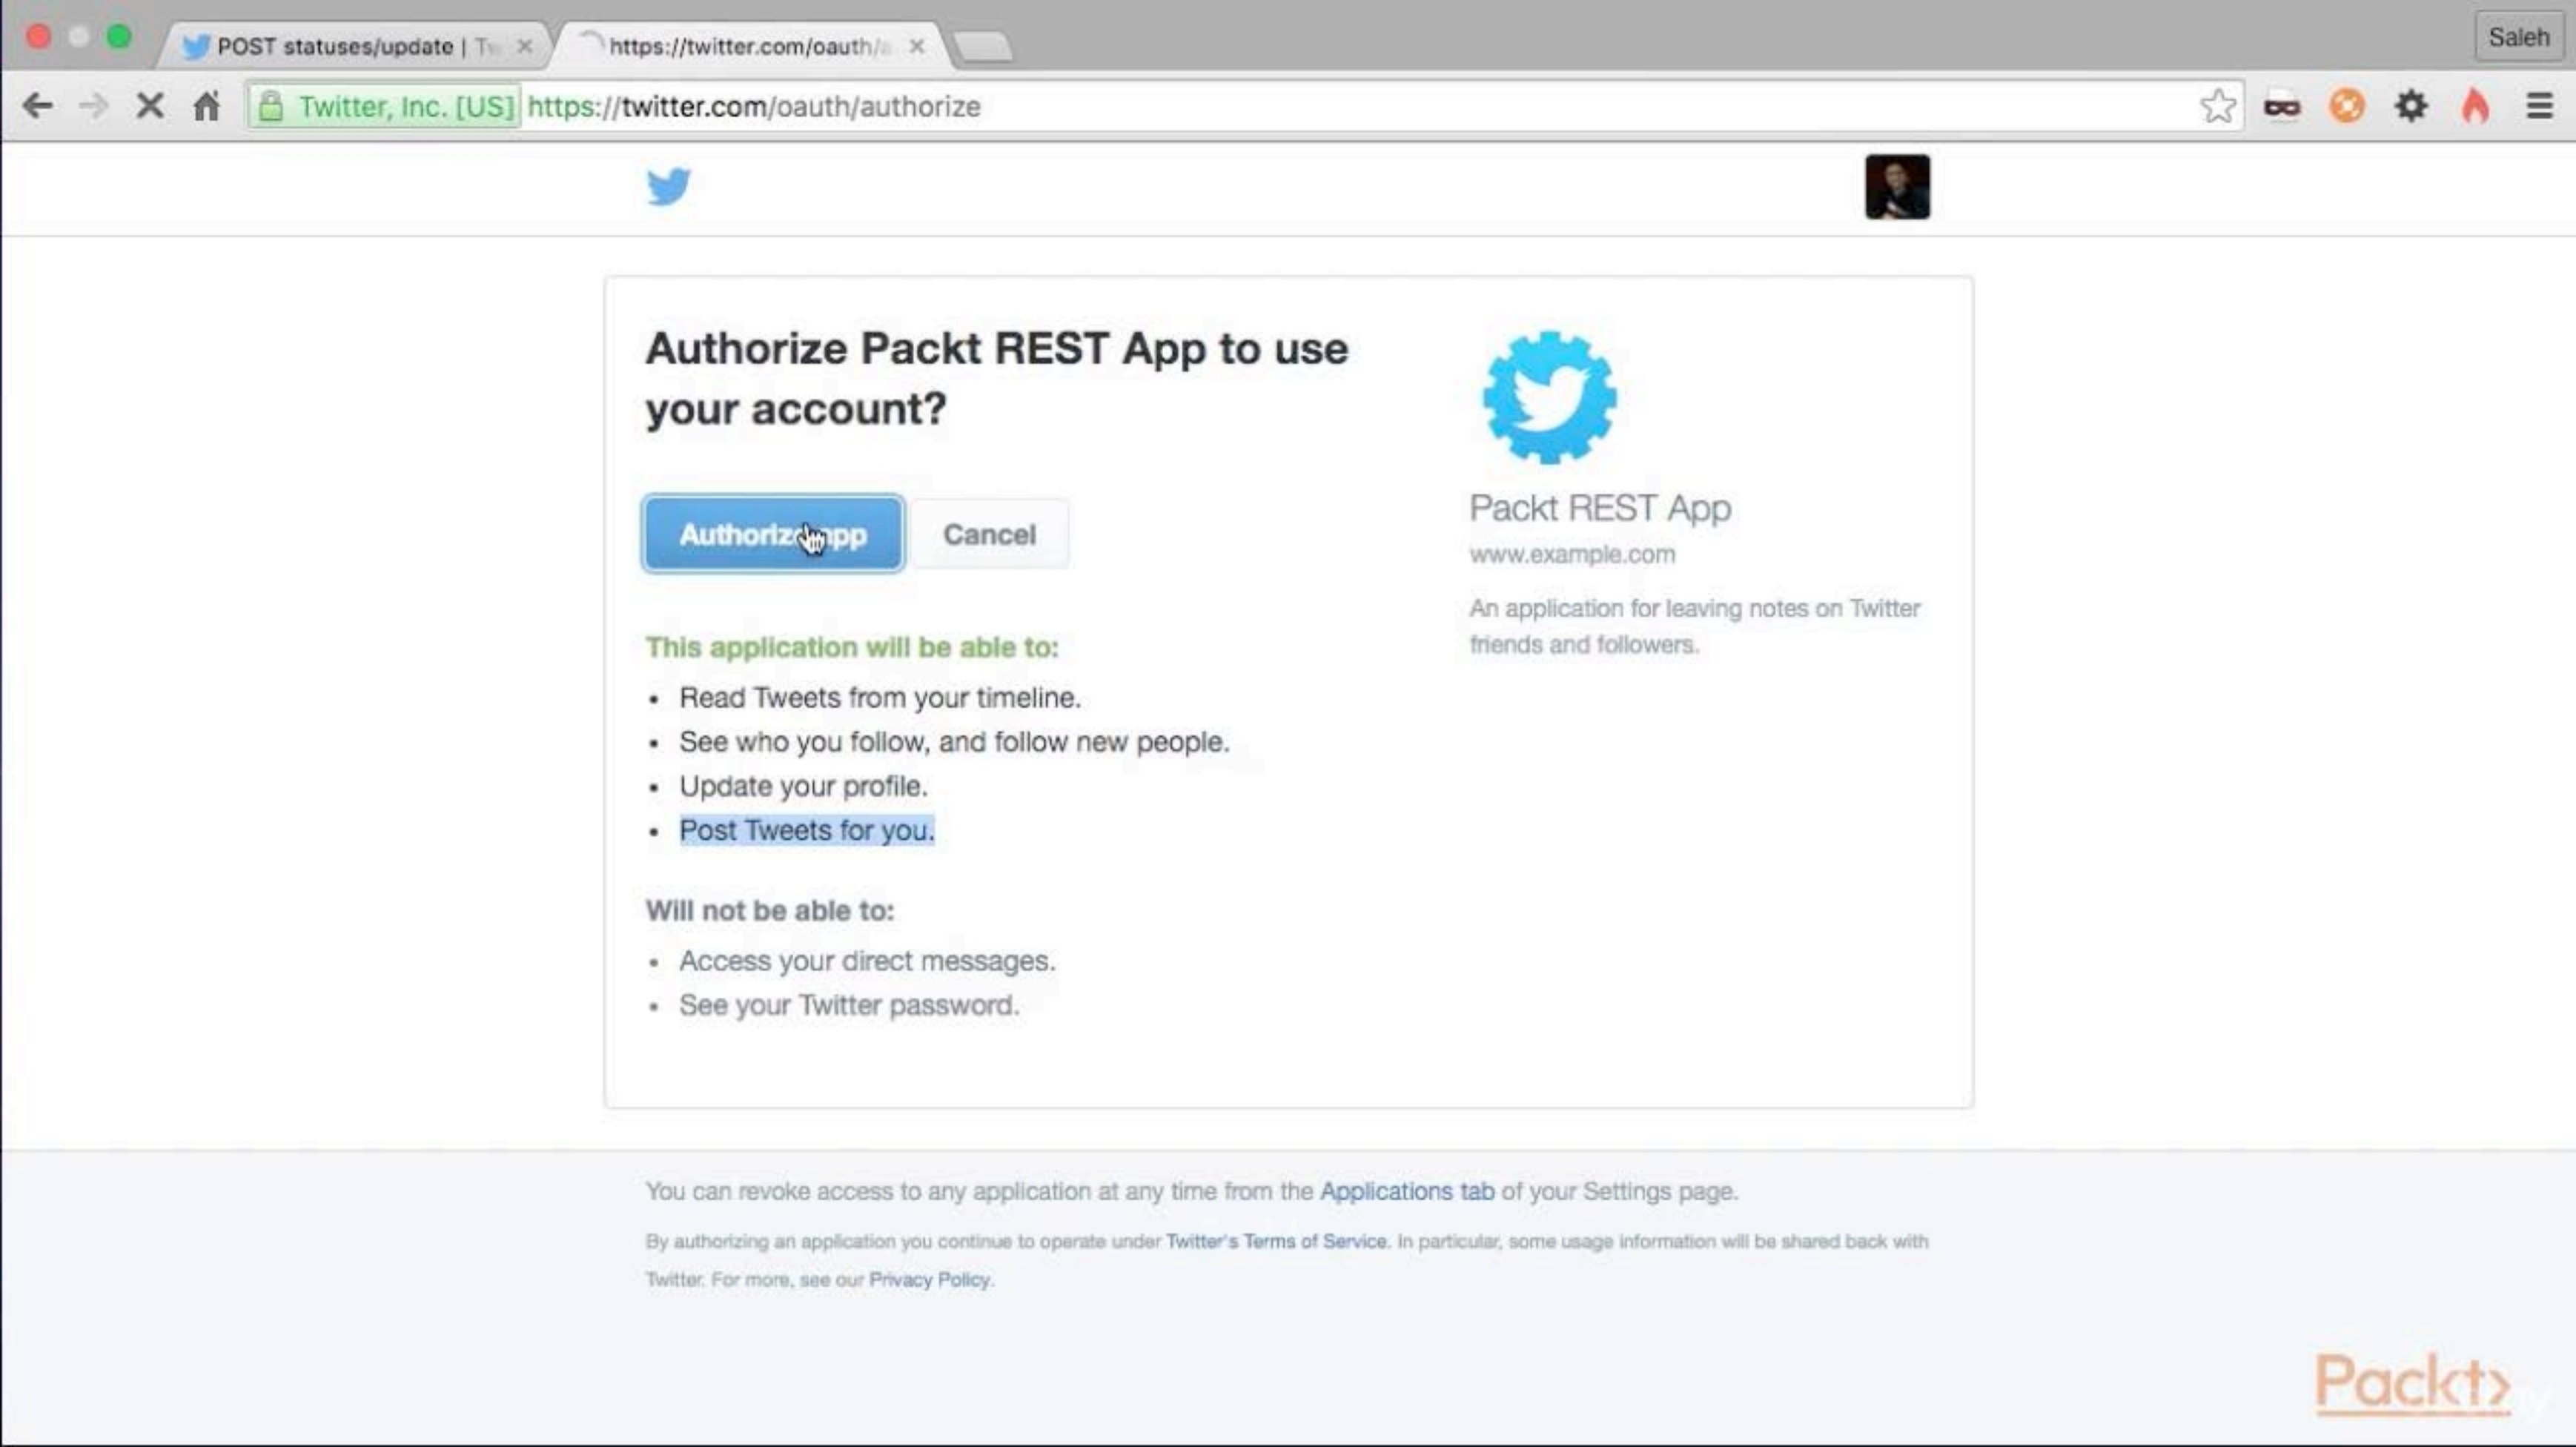 POST statuses/update | Tw
https://twitter.com/oauth/a
Saleh
Twitter, Inc. [US] https://twitter.com/oauth/authorize
Authorize Packt REST App to use
your account?
Authorize app
Cancel
This application will be able to:
• Read Tweets from your timeline.
• See who you follow, and follow new people.
• Update your profile.
• Post Tweets for you.
Will not be able to:
• Access your direct messages.
• See your Twitter password.
Packt REST App
www.example.com
An application for leaving notes on Twitter
friends and followers.
You can revoke access to any application at any time from the Applications tab of your Settings page.
By authorizing an application you continue to operate under Twitter's Terms of Service. In particular, some usage information will be shared back with
Twitter. For more, see our Privacy Policy.
Packt>